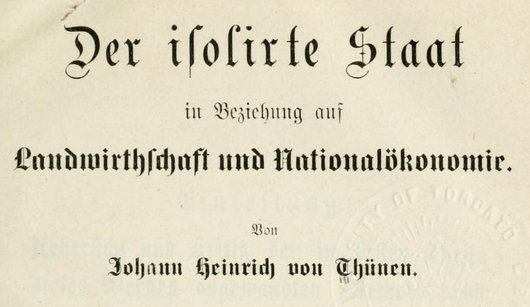 Der iſolirte Staat
in Beziehung auf
Landwirthſchaft und Nationalökonomie.
Von
Johann Heinrich von Thünen.